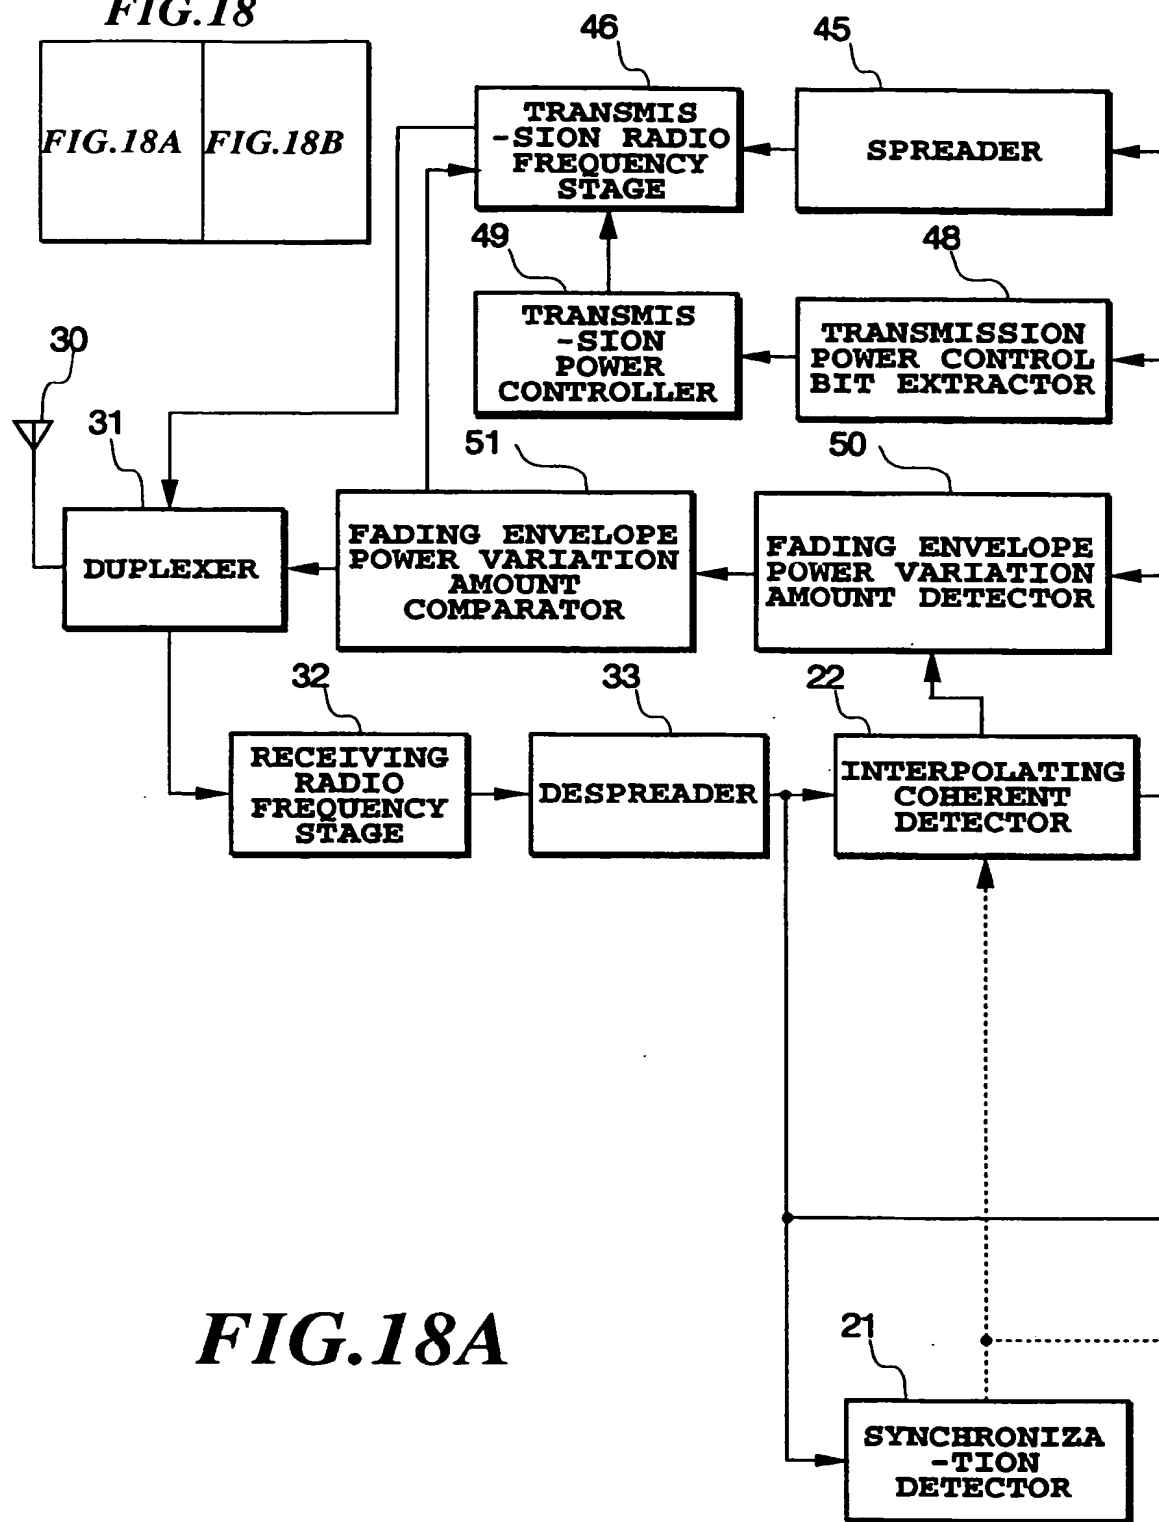 FIG.18
FIG.18A FIG.18B
46
TRANSMIS
-SION RADIO
FREQUENCY
STAGE
45
SPREADER
49
TRANSMIS
-SION
POWER
CONTROLLER
48
TRANSMISSION
POWER CONTROL
BIT EXTRACTOR
30
31
DUPLEXER
51
FADING ENVELOPE
POWER VARIATION
AMOUNT
COMPARATOR
50
FADING ENVELOPE
POWER VARIATION
AMOUNT DETECTOR
32
RECEIVING
RADIO
FREQUENCY
STAGE
33
DESPREADER
22
INTERPOLATING
COHERENT
DETECTOR
21
SYNCHRONIZA
-TION
DETECTOR
FIG.18A